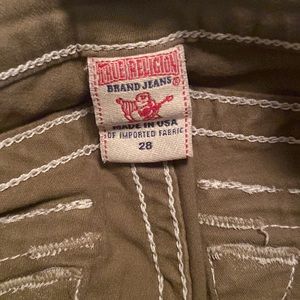 TRUE RELIGION®
BRAND JEANS
MADE IN USA
OF IMPORTED FABRIC
28